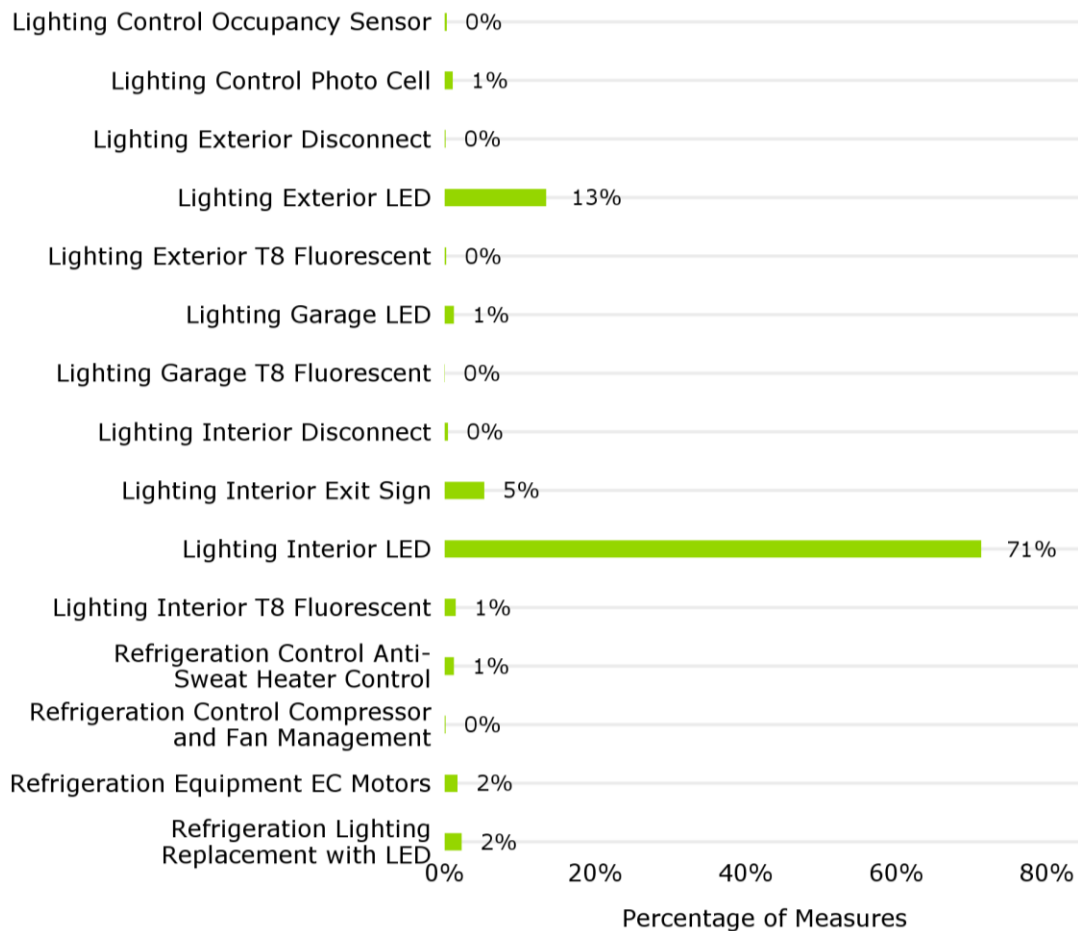 Lighting Control Occupancy Sensor 0%
Lighting Control Photo Cell 1%
Lighting Exterior Disconnect 0%
Lighting Exterior LED 13%
Lighting Exterior T8 Fluorescent 0%
Lighting Garage LED 1%
Lighting Garage T8 Fluorescent 0%
Lighting Interior Disconnect 0%
Lighting Interior Exit Sign 5%
Lighting Interior LED 71%
Lighting Interior T8 Fluorescent 1%
Refrigeration Control Anti-
Sweat Heater Control 1%
Refrigeration Control Compressor
and Fan Management 0%
Refrigeration Equipment EC Motors 2%
Refrigeration Lighting
Replacement with LED 2%
0% 20% 40% 60% 80%
Percentage of Measures